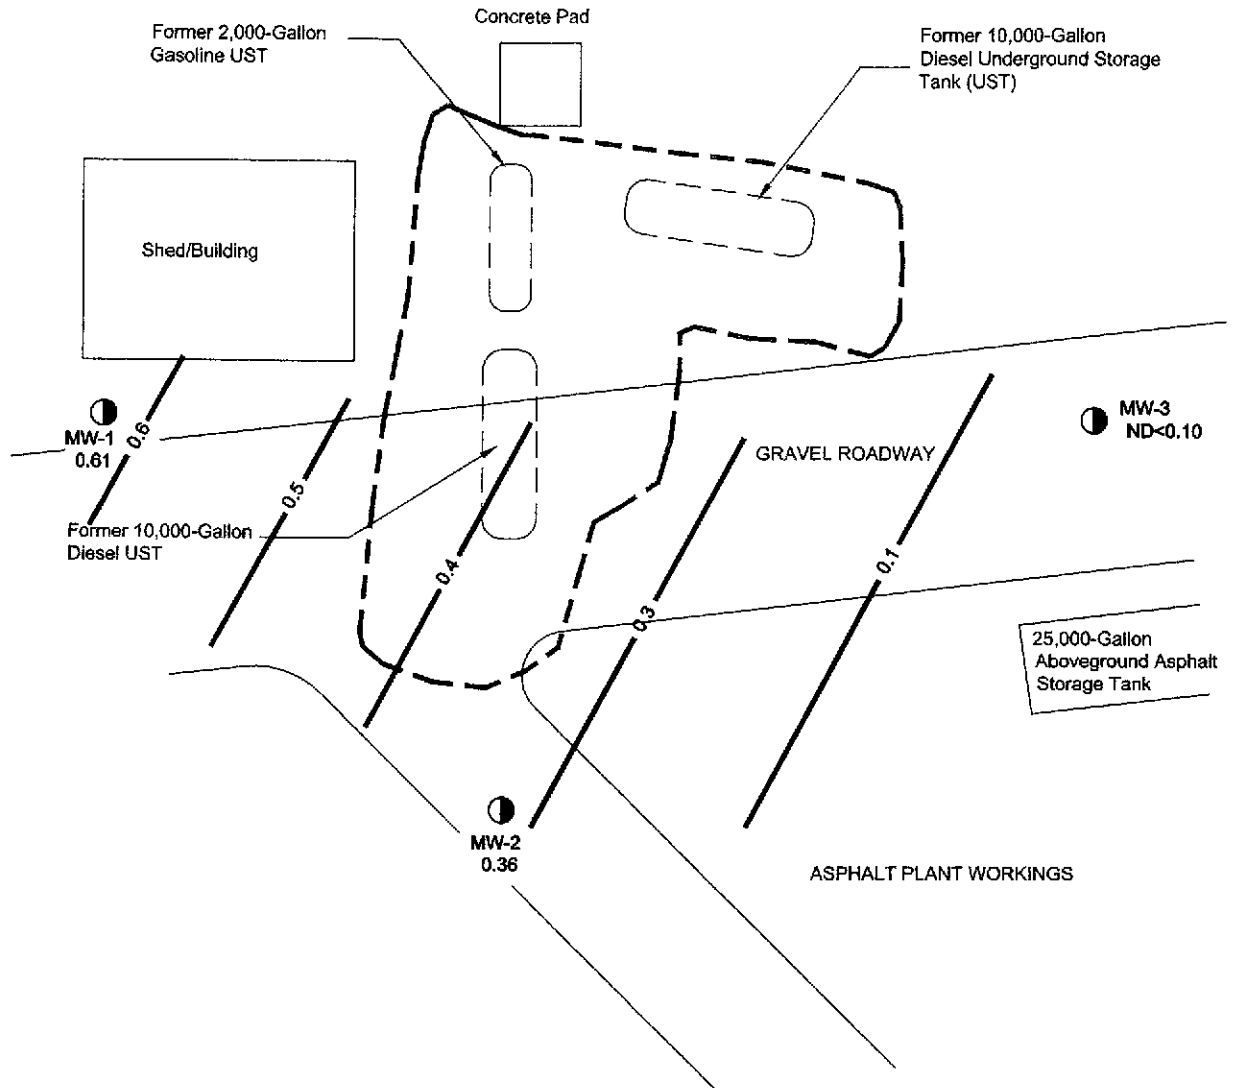 Concrete Pad
Former 2,000-Gallon
Gasoline UST
Former 10,000-Gallon
Diesel Underground Storage
Tank (UST)
Shed/Building
MW-1
0.61
0.6
MW-3
ND<0.10
GRAVEL ROADWAY
0.5
Former 10,000-Gallon
Diesel UST
0.4
0.1
0.3
25,000-Gallon
Aboveground Asphalt
Storage Tank
MW-2
0.36
ASPHALT PLANT WORKINGS